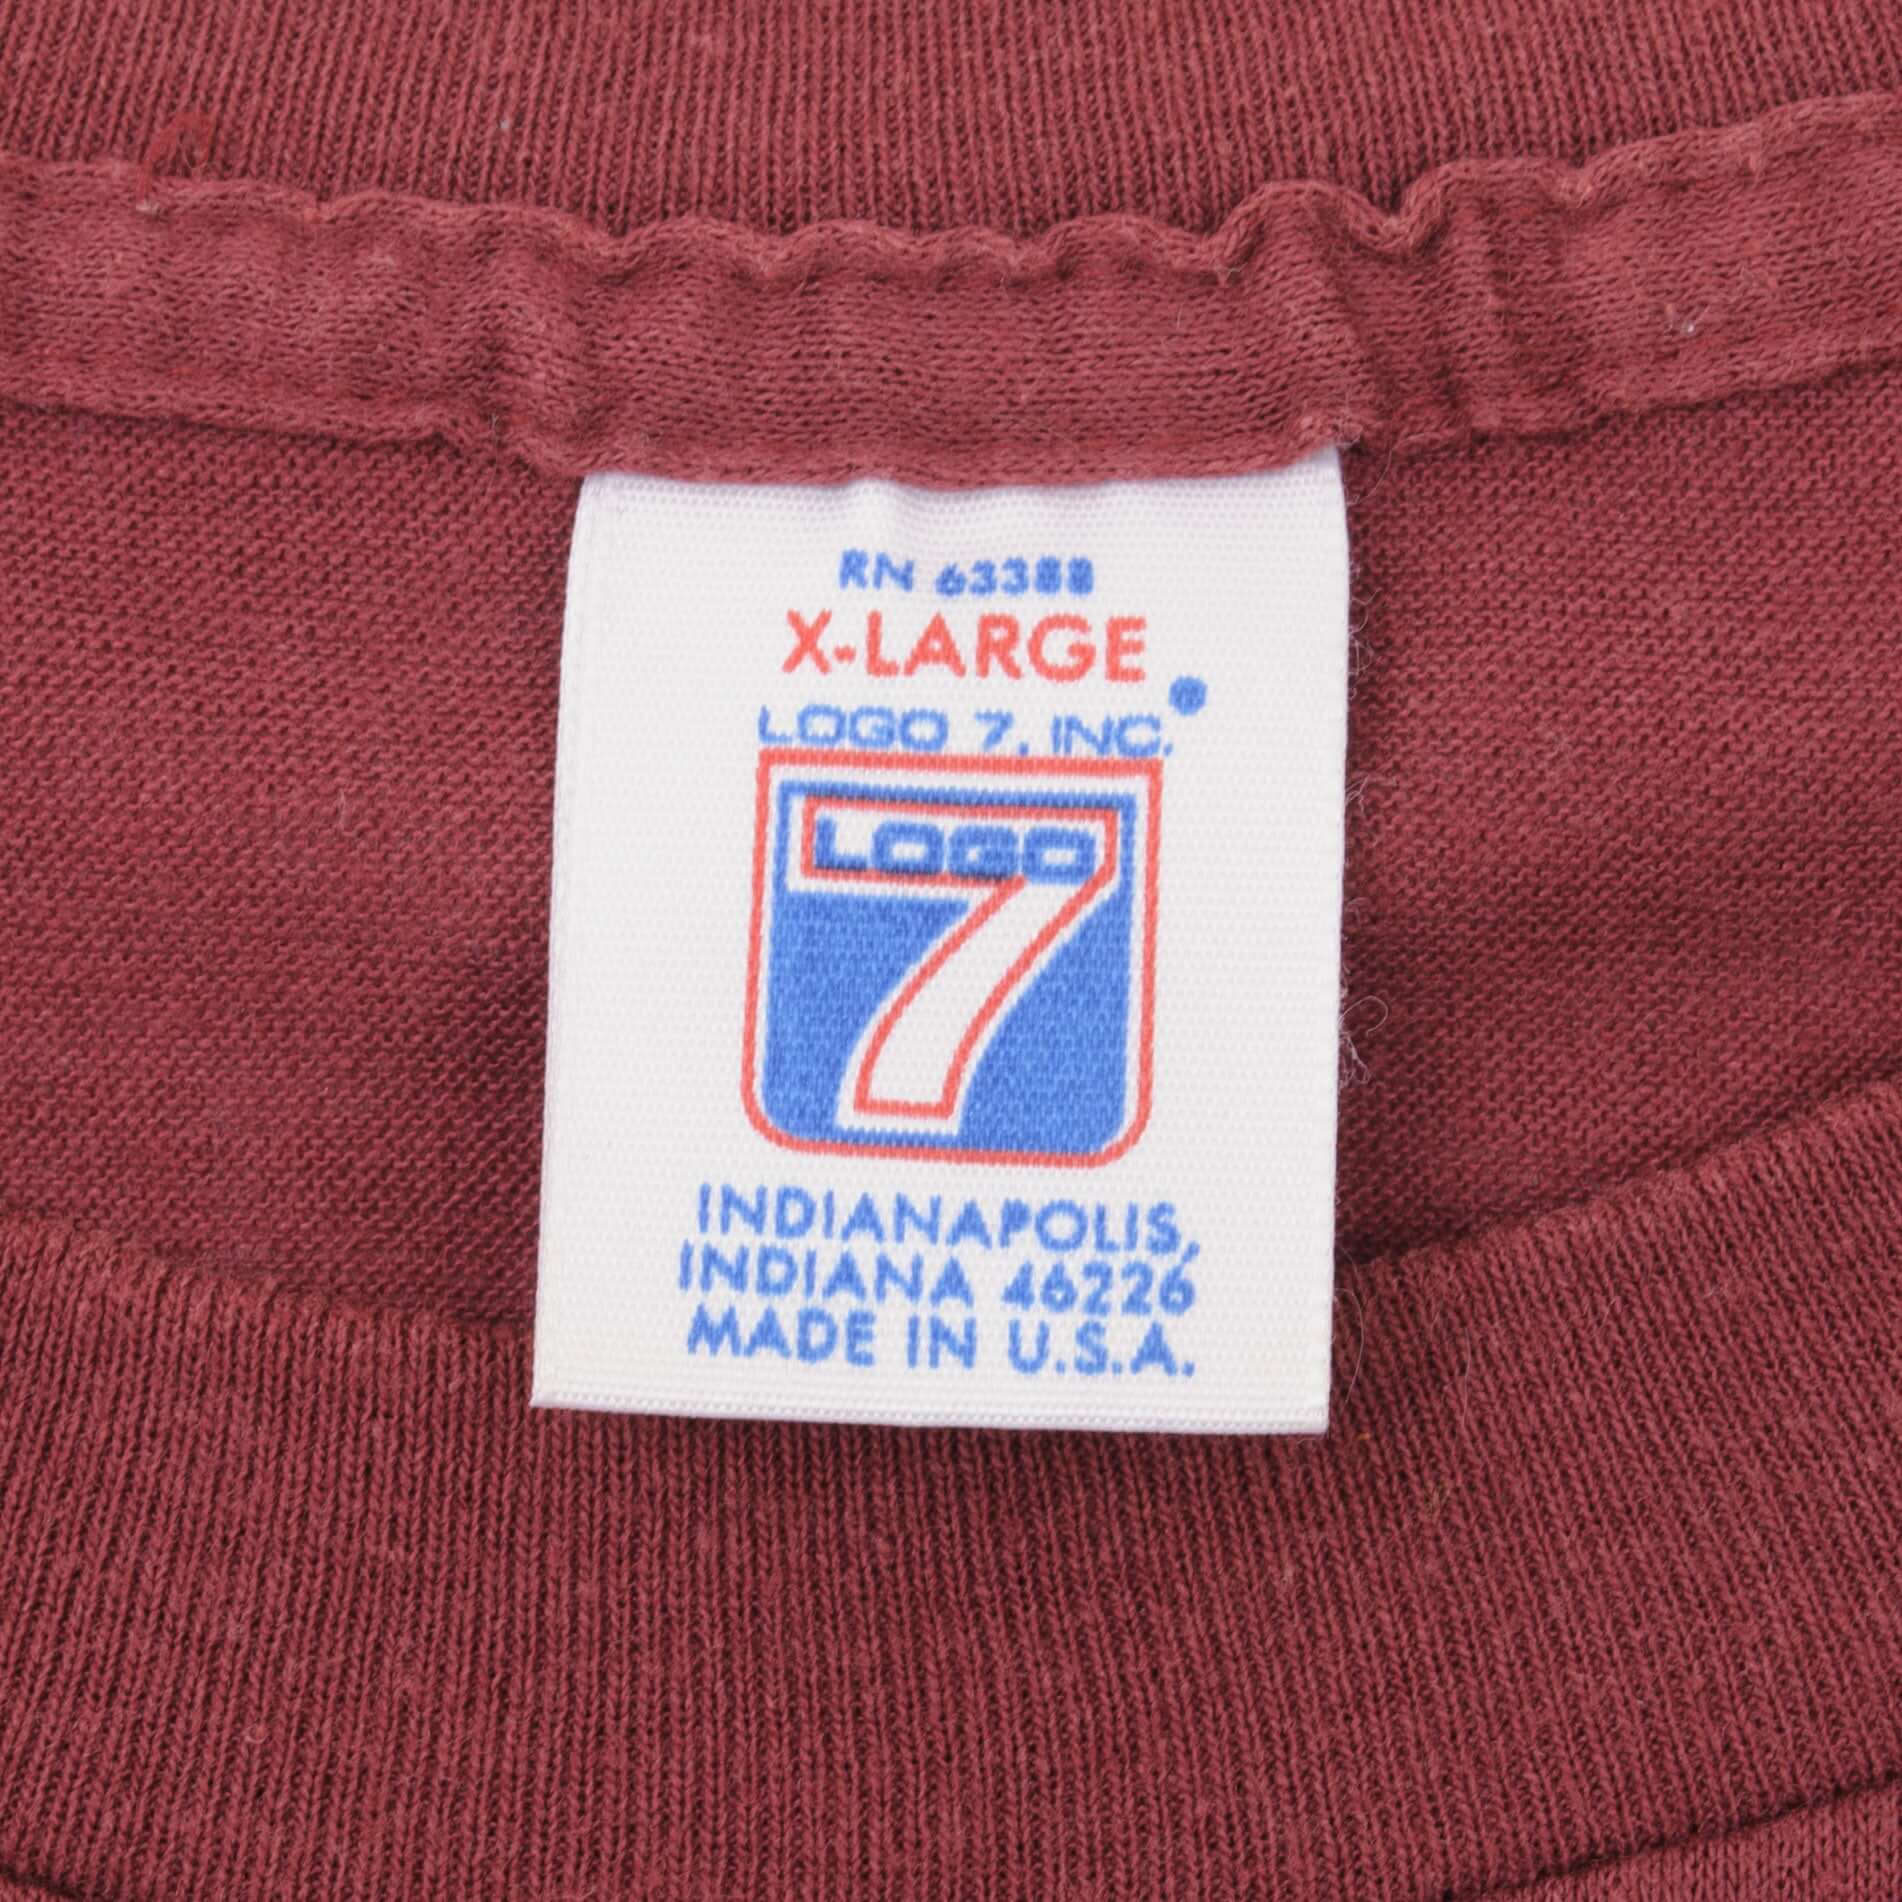 RN 63388
X-LARGE
LOGO 7, INC.®
LOGO
7
INDIANAPOLIS,
INDIANA 46226
MADE IN U.S.A.